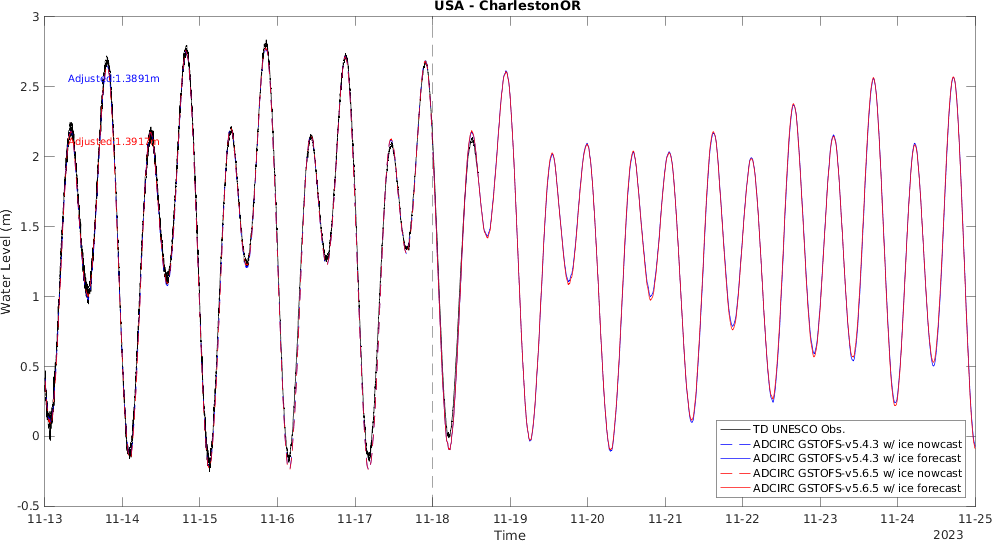 USA - CharlestonOR
3
2.5
2
1.5
1
0.5
0
-0.5
Water Level (m)
Adjusted:1.3891m
Adjusted:1.3917m
TD UNESCO Obs.
ADCIRC GSTOFS-v5.4.3 w/ ice nowcast
ADCIRC GSTOFS-v5.4.3 w/ ice forecast
ADCIRC GSTOFS-v5.6.5 w/ ice nowcast
ADCIRC GSTOFS-v5.6.5 w/ ice forecast
11-13 11-14 11-15 11-16 11-17 11-18 11-19 11-20 11-21 11-22 11-23 11-24 11-25
Time
2023